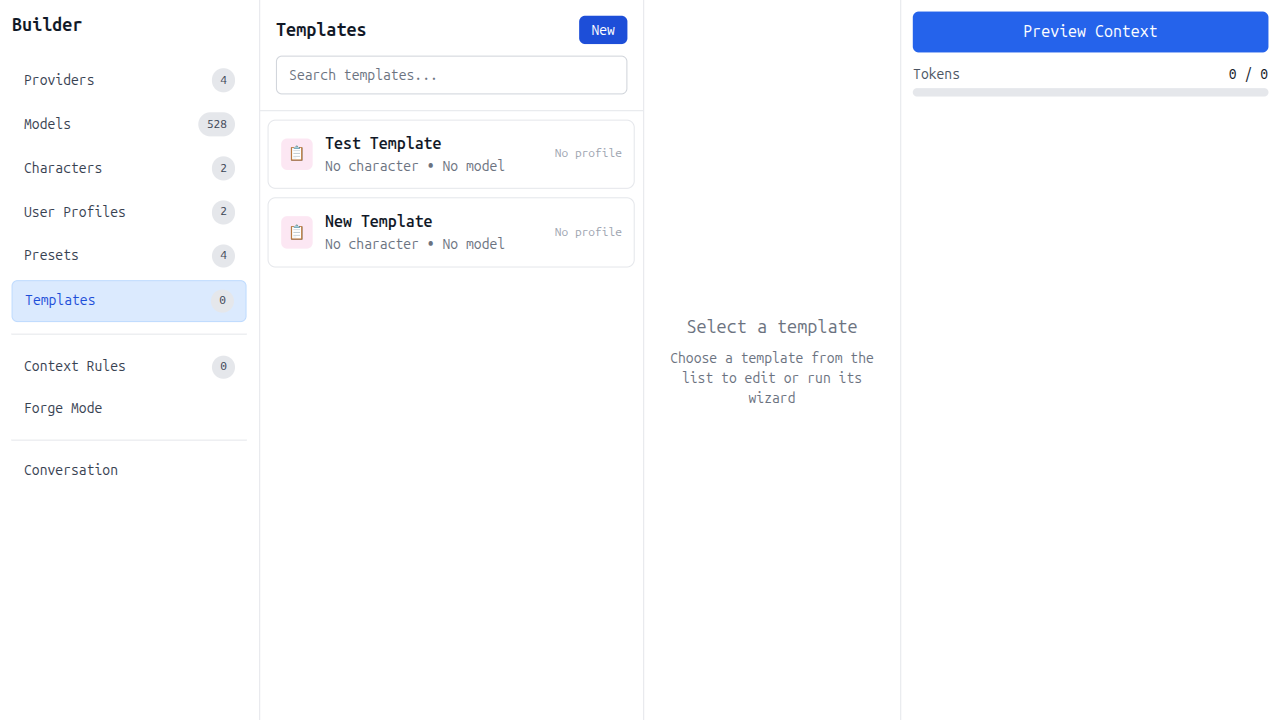 Builder
Providers 4
Models 528
Characters 2
User Profiles 2
Presets 4
Templates 0
Context Rules 0
Forge Mode
Conversation
Templates New
Search templates...
Test Template
No character • No model
No profile
New Template
No character • No model
No profile
Select a template
Choose a template from the
list to edit or run its
wizard
Preview Context
Tokens 0 / 0